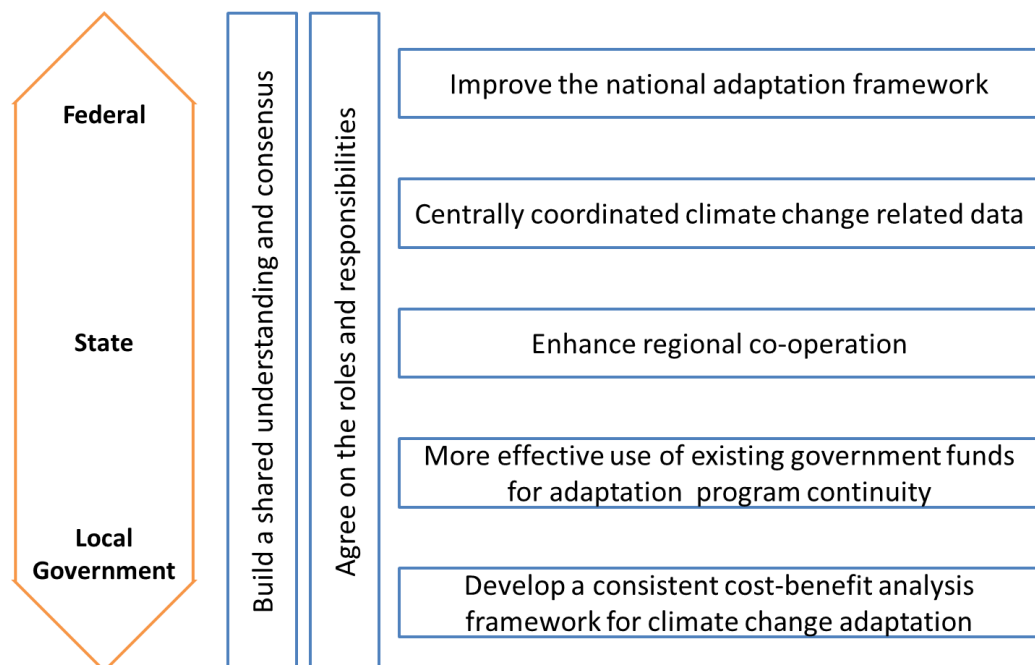 Federal
State
Local
Government
Build a shared understanding and consensus
Agree on the roles and responsibilities
Improve the national adaptation framework
Centrally coordinated climate change related data
Enhance regional co-operation
More effective use of existing government funds
for adaptation  program continuity
Develop a consistent cost-benefit analysis
framework for climate change adaptation